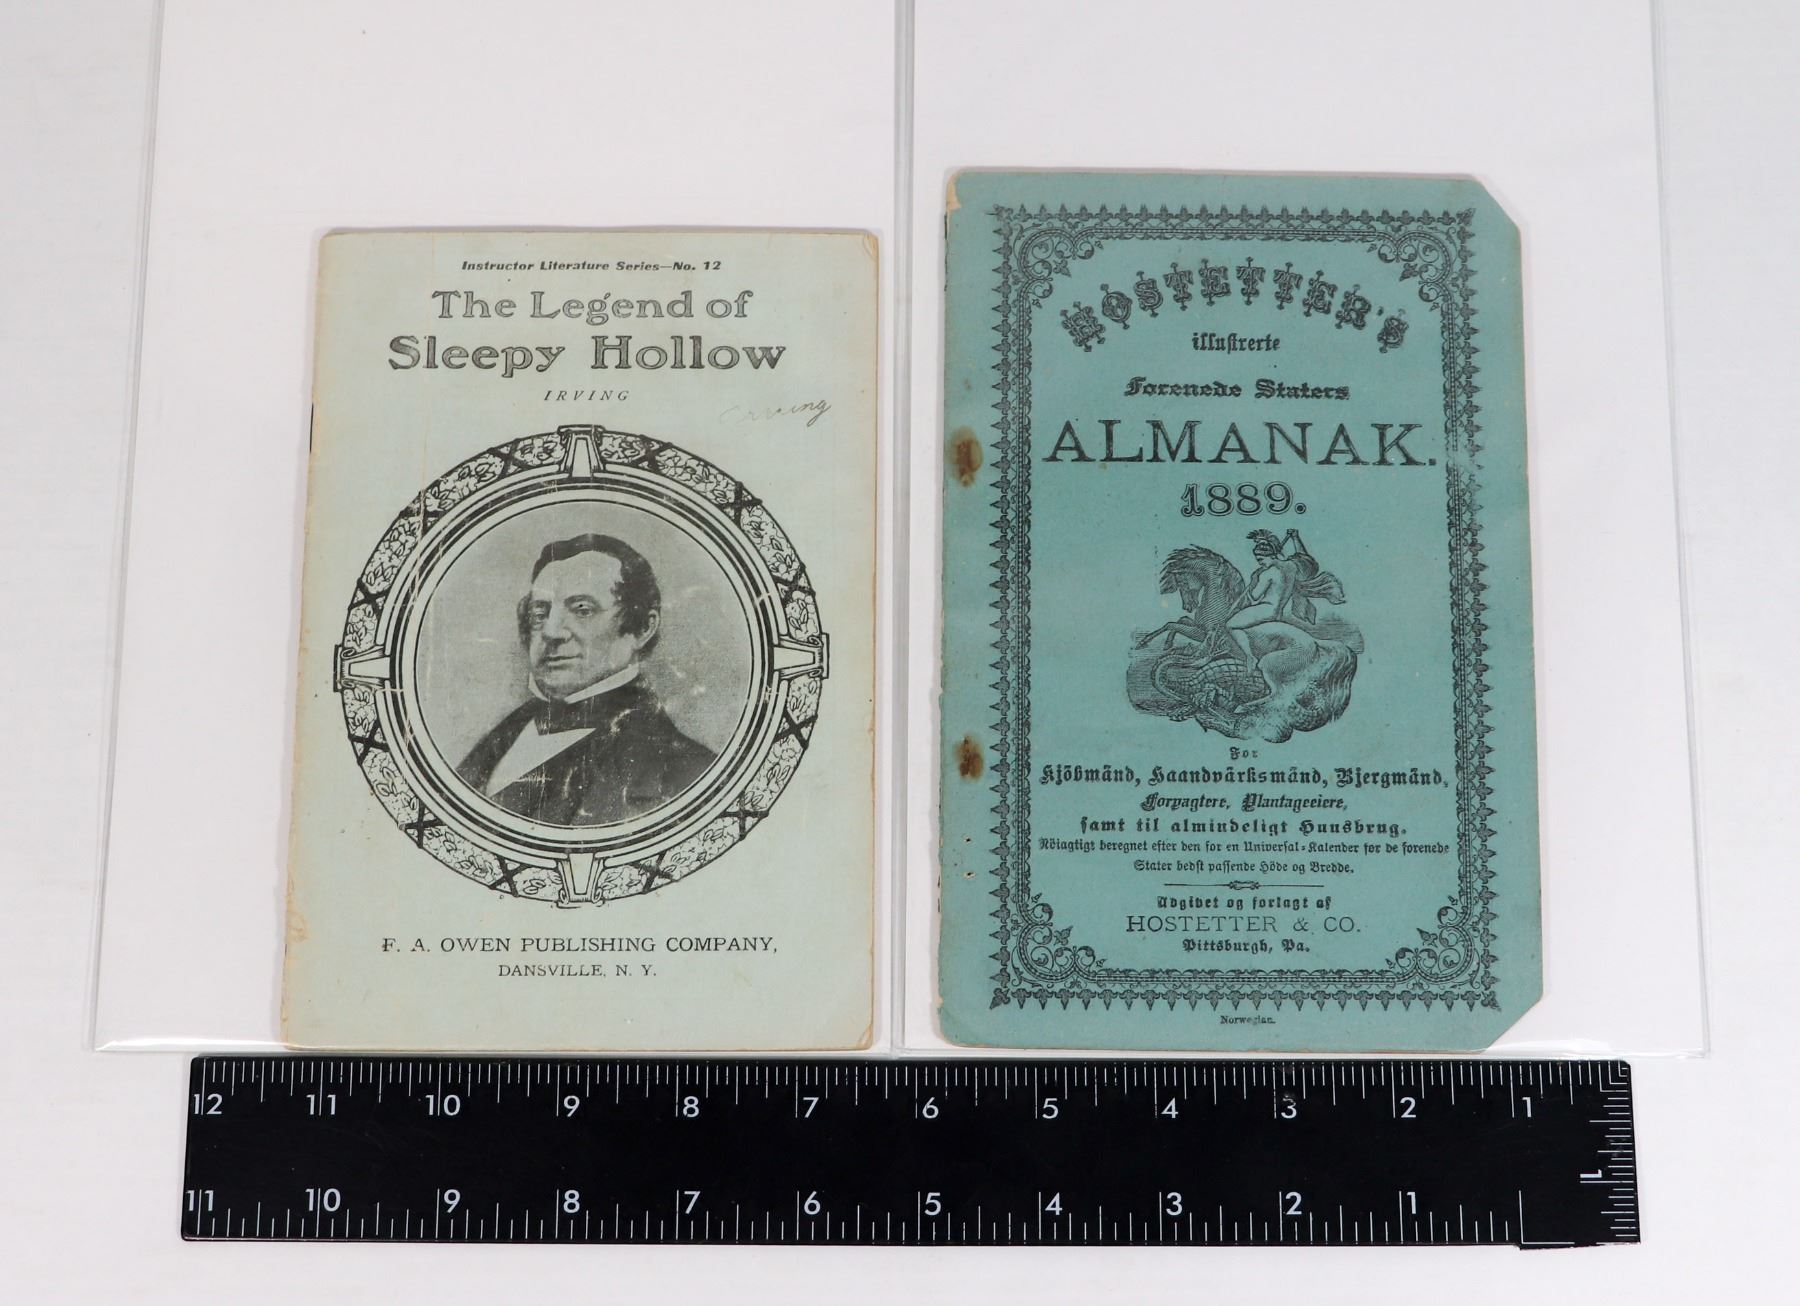 Instructor Literature Series—No. 12
The Legend of
Sleepy Hollow
IRVING
Irving
F. A. OWEN PUBLISHING COMPANY,
DANSVILLE, N. Y.
HOSTETTER'S
illustrerte
Forenede Staters
ALMANAK.
1889.
For
Kjöbmänd, Haandvärksmänd, Bjergmänd,
Forpagtere, Plantageeiere,
samt til almindeligt Huusbrug.
Nöiagtigt beregnet efter den for en Universal-Kalender for de forenede
Stater bedst passende Höde og Bredde.
Udgivet og forlagt af
HOSTETTER & CO.
Pittsburgh, Pa.
Norwegian.
12 11 10 9 8 7 6 5 4 3 2 1
1
11 10 9 8 7 6 5 4 3 2 1